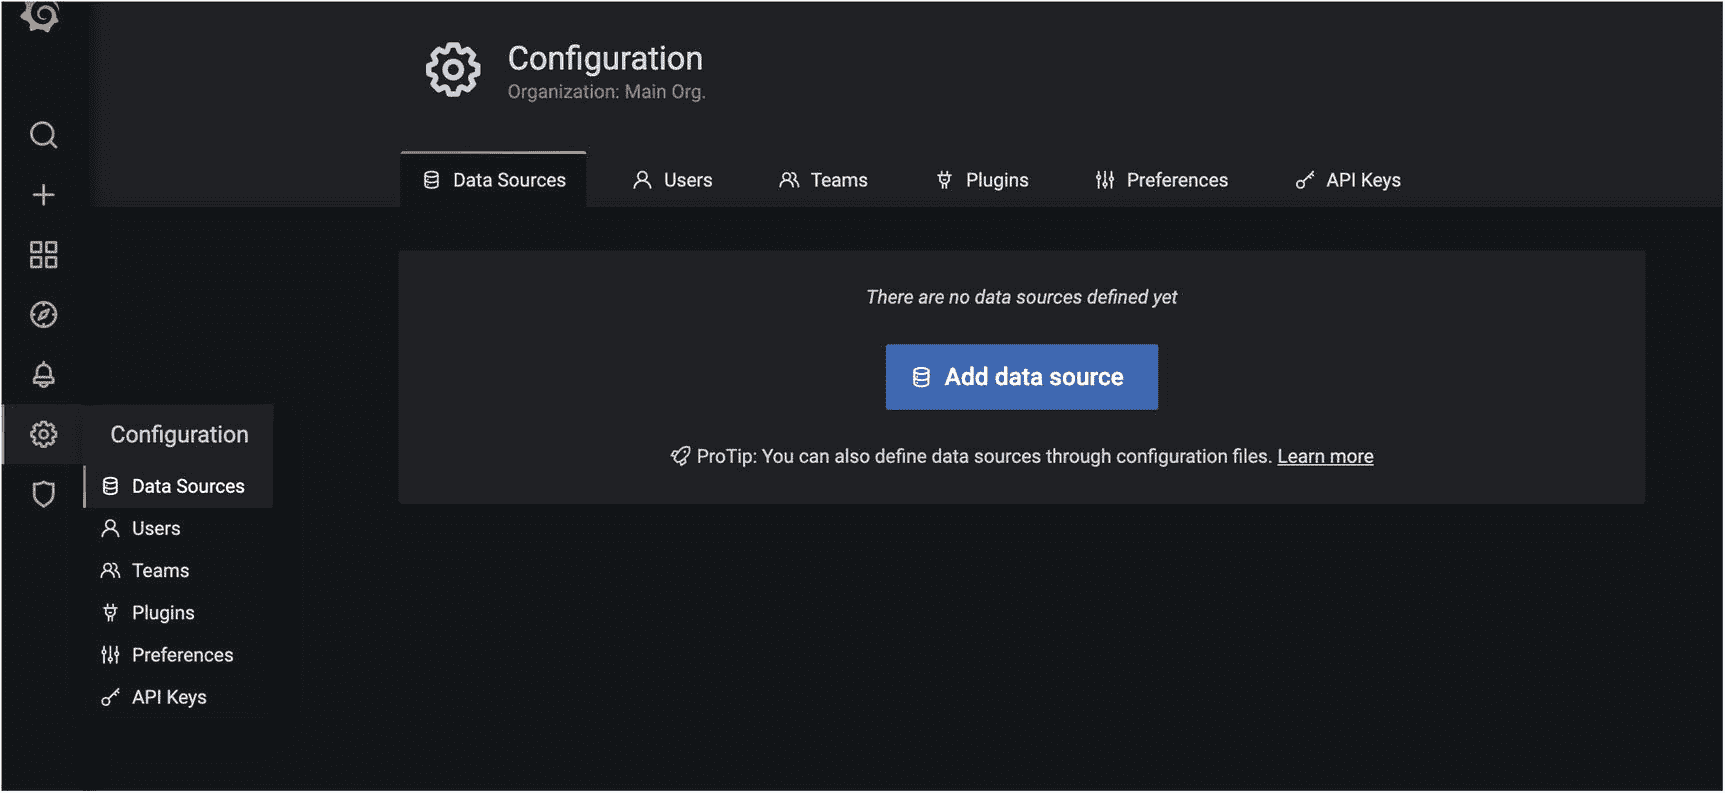 Configuration
Organization: Main Org.
Data Sources Users Teams Plugins Preferences API Keys
There are no data sources defined yet
Add data source
ProTip: You can also define data sources through configuration files. Learn more
Configuration
Data Sources
Users
Teams
Plugins
Preferences
API Keys